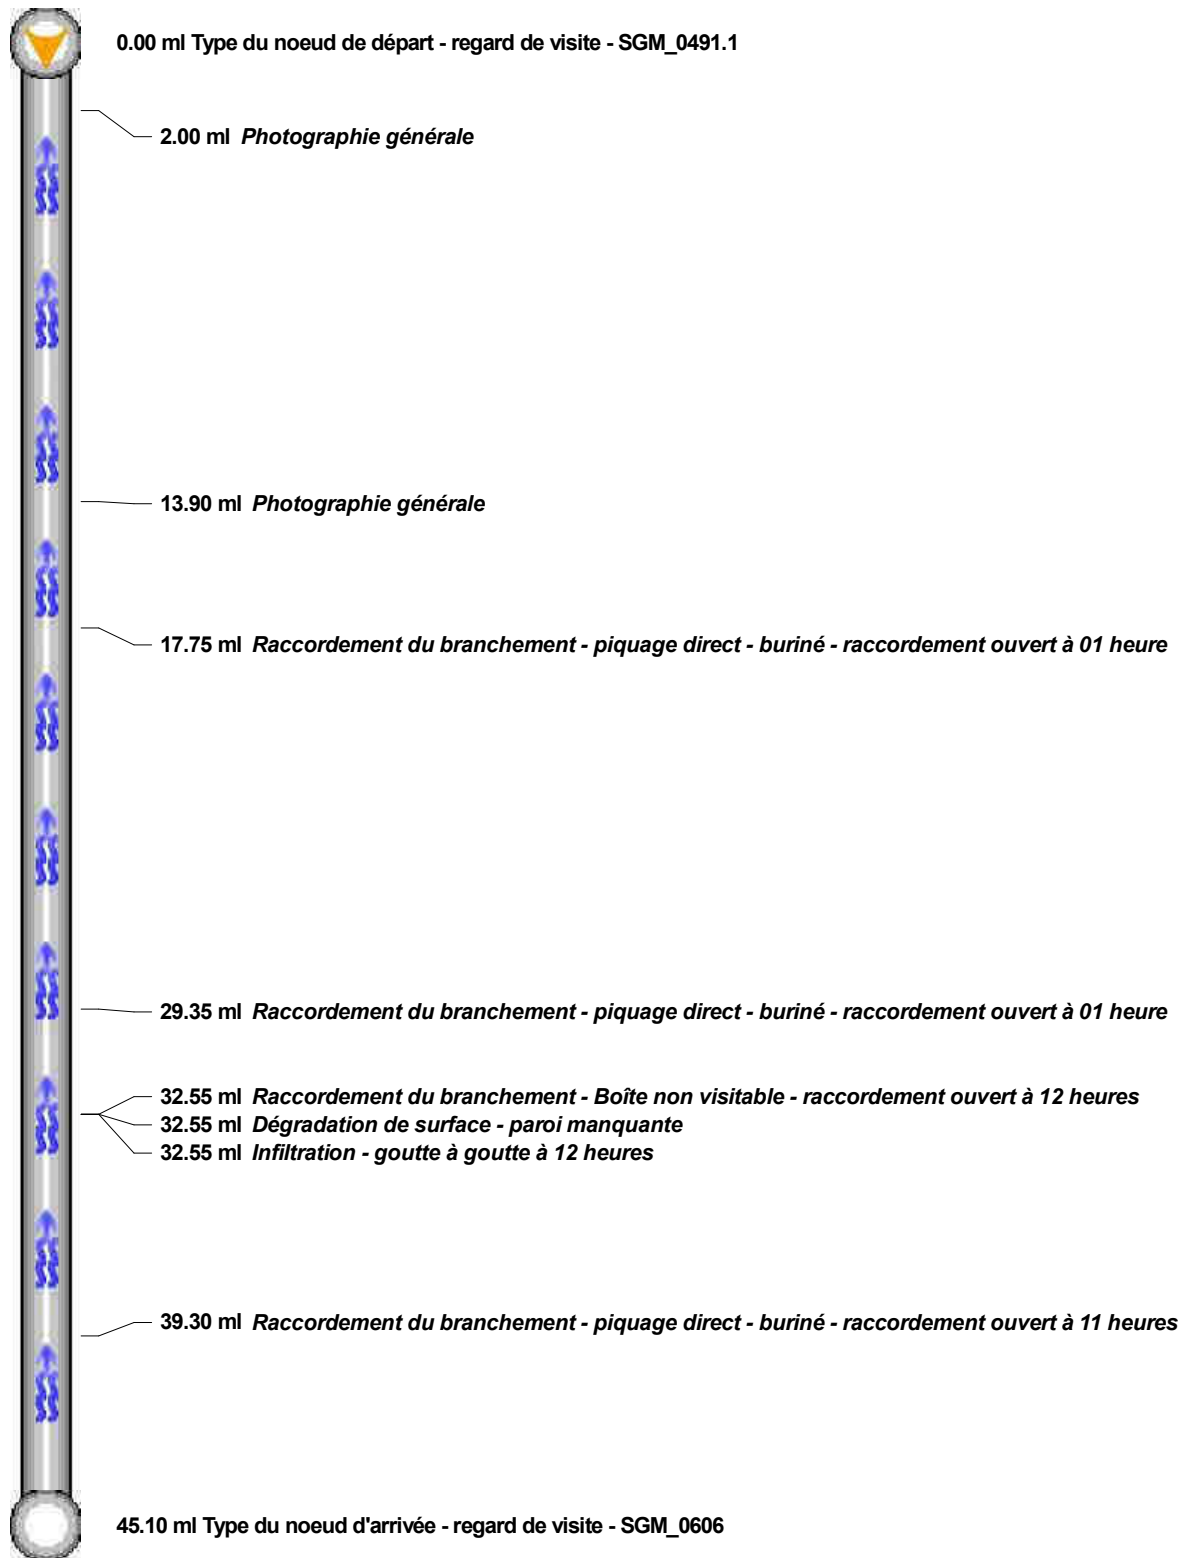 0.00 ml Type du noeud de départ - regard de visite - SGM_0491.1
2.00 ml Photographie générale
13.90 ml Photographie générale
17.75 ml Raccordement du branchement - piquage direct - buriné - raccordement ouvert à 01 heure
29.35 ml Raccordement du branchement - piquage direct - buriné - raccordement ouvert à 01 heure
32.55 ml Raccordement du branchement - Boîte non visitable - raccordement ouvert à 12 heures
32.55 ml Dégradation de surface - paroi manquante
32.55 ml Infiltration - goutte à goutte à 12 heures
39.30 ml Raccordement du branchement - piquage direct - buriné - raccordement ouvert à 11 heures
45.10 ml Type du noeud d'arrivée - regard de visite - SGM_0606